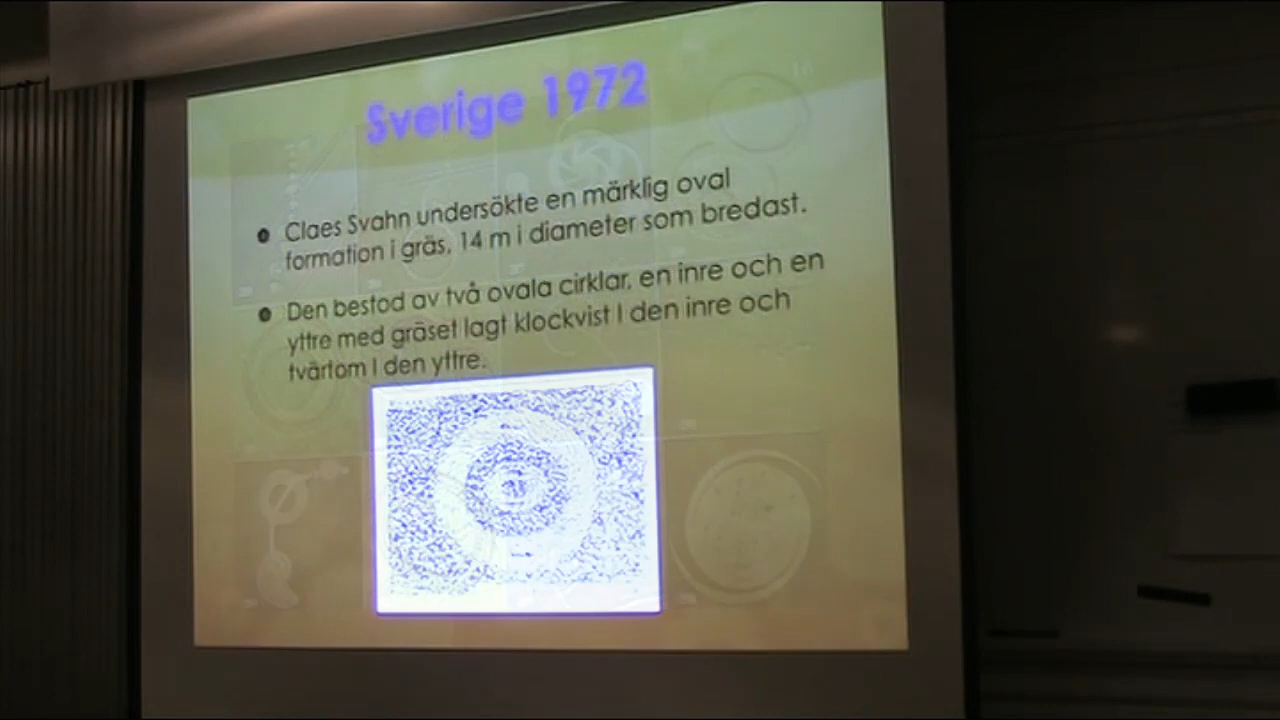 Sverige 1972
Claes Svahn undersökte en märklig oval
formation i gräs, 14 m i diameter som bredast.
Den bestod av två ovala cirklar, en inre och en
yttre med gräset lagt klockvist I den inre och
tvärtom I den yttre.